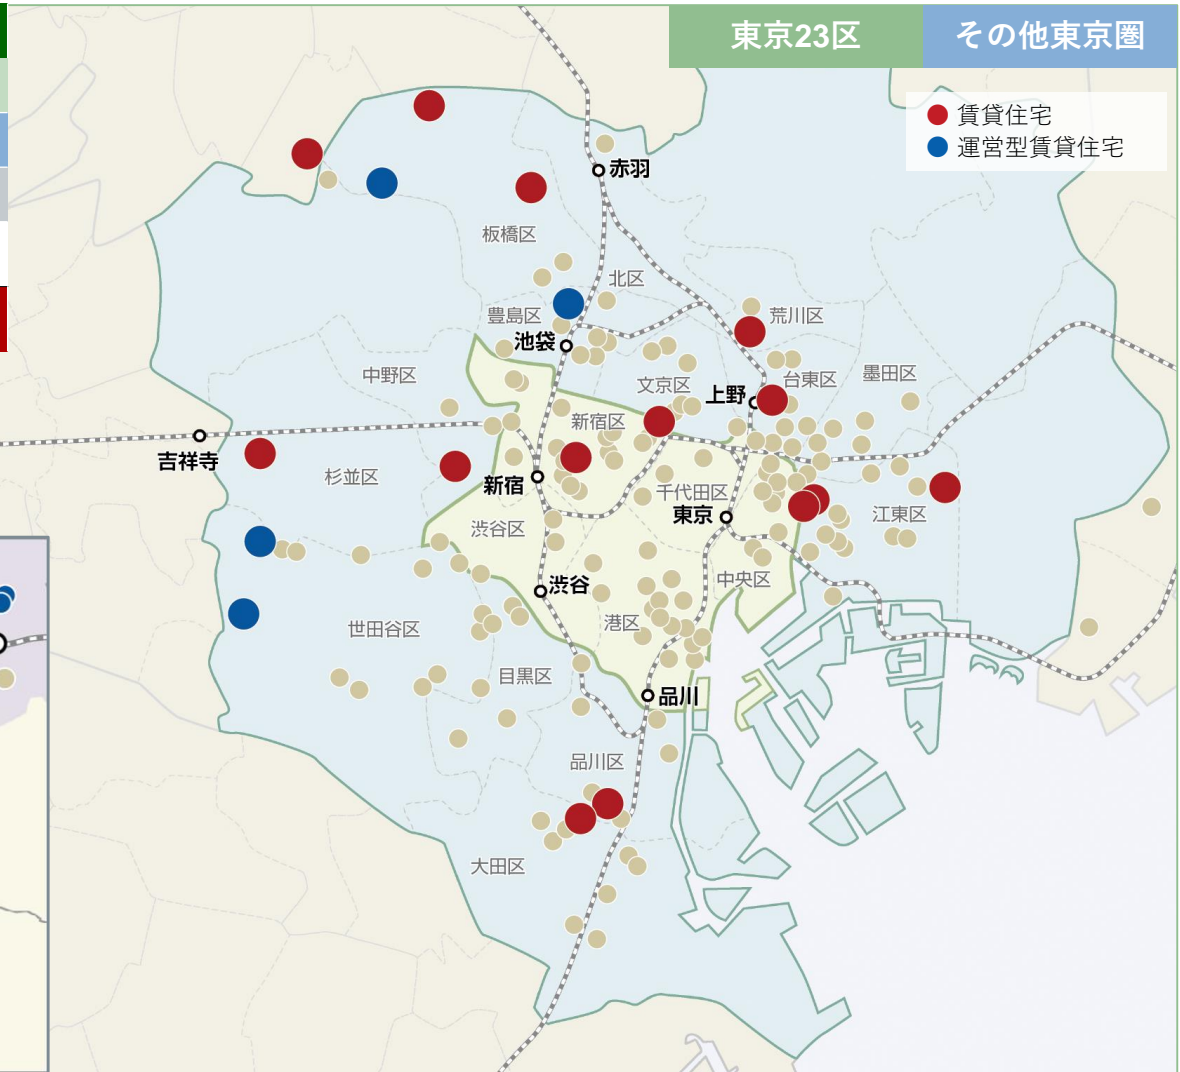 東京23区
その他東京圏
賃貸住宅
運営型賃貸住宅
赤羽
板橋区
北区
豊島区
荒川区
池袋
中野区
文京区
上野
台東区
墨田区
新宿区
吉祥寺
杉並区
新宿
千代田区
東京
江東区
渋谷区
渋谷
中央区
世田谷区
港区
目黒区
品川
品川区
大田区